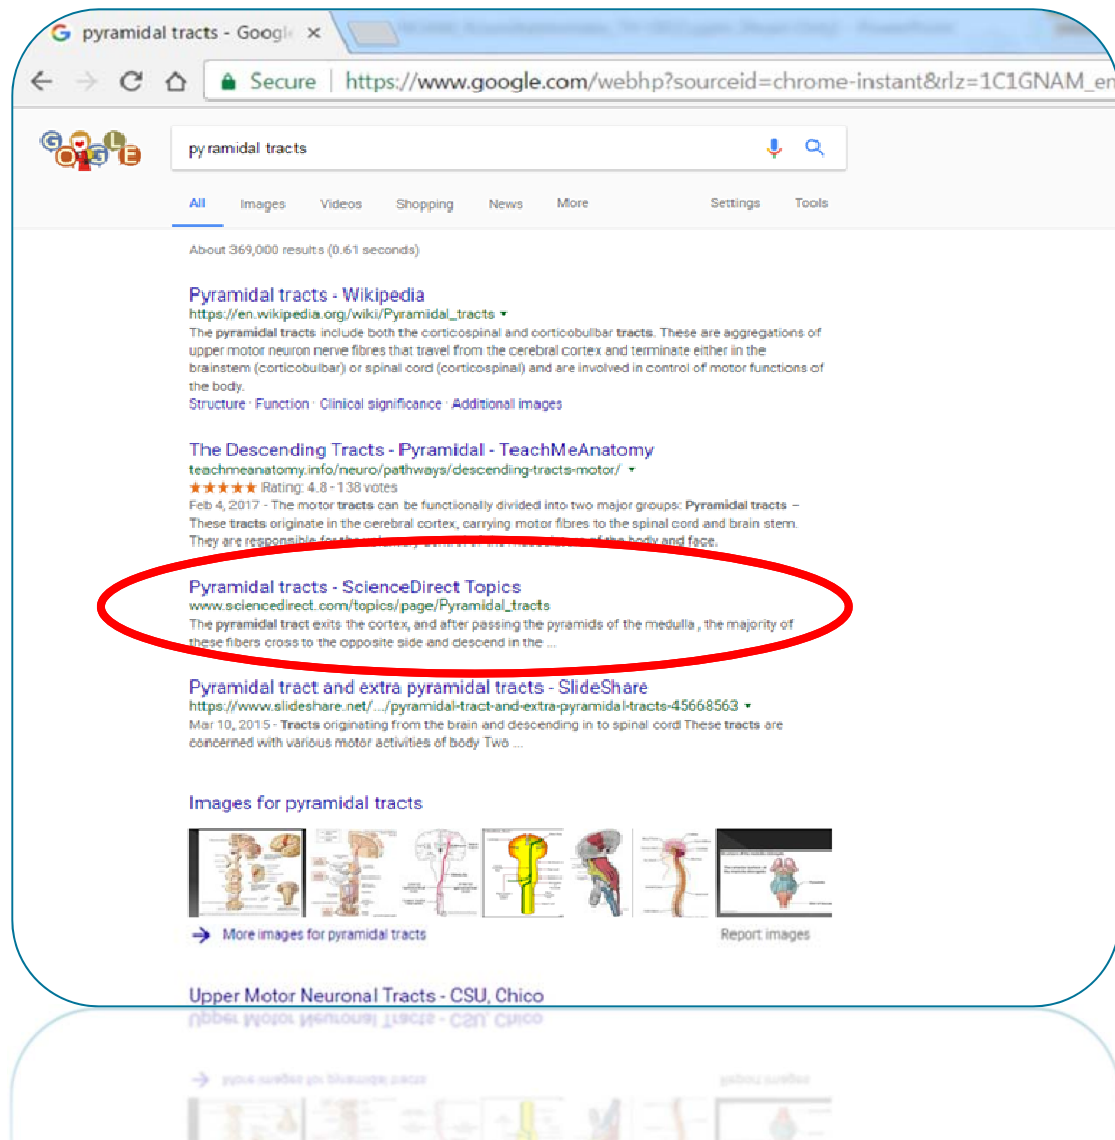 pyramidal tracts - Google
Secure | https://www.google.com/webhp?sourceid=chrome-instant&rlz=1C1GNAM_en
GOOGLE
pyramidal tracts
All Images Videos Shopping News More Settings Tools
About 369,000 results (0.61 seconds)
Pyramidal tracts - Wikipedia
https://en.wikipedia.org/wiki/Pyramidal_tracts
The pyramidal tracts include both the corticospinal and corticobulbar tracts. These are aggregations of
upper motor neuron nerve fibres that travel from the cerebral cortex and terminate either in the
brainstem (corticobulbar) or spinal cord (corticospinal) and are involved in control of motor functions of
the body.
Structure · Function · Clinical significance · Additional images
The Descending Tracts - Pyramidal - TeachMeAnatomy
teachmeanatomy.info/neuro/pathways/descending-tracts-motor/
Rating: 4.8 - 138 votes
Feb 4, 2017 - The motor tracts can be functionally divided into two major groups: Pyramidal tracts –
These tracts originate in the cerebral cortex, carrying motor fibres to the spinal cord and brain stem.
They are responsible for the voluntary control of the musculature of the body and face.
Pyramidal tracts - ScienceDirect Topics
www.sciencedirect.com/topics/page/Pyramidal_tracts
The pyramidal tract exits the cortex, and after passing the pyramids of the medulla , the majority of
these fibers cross to the opposite side and descend in the ...
Pyramidal tract and extra pyramidal tracts - SlideShare
https://www.slideshare.net/.../pyramidal-tract-and-extra-pyramidal-tracts-45668563
Mar 10, 2015 - Tracts originating from the brain and descending in to spinal cord These tracts are
concerned with various motor activities of body Two ...
Images for pyramidal tracts
More images for pyramidal tracts Report images
Upper Motor Neuronal Tracts - CSU, Chico